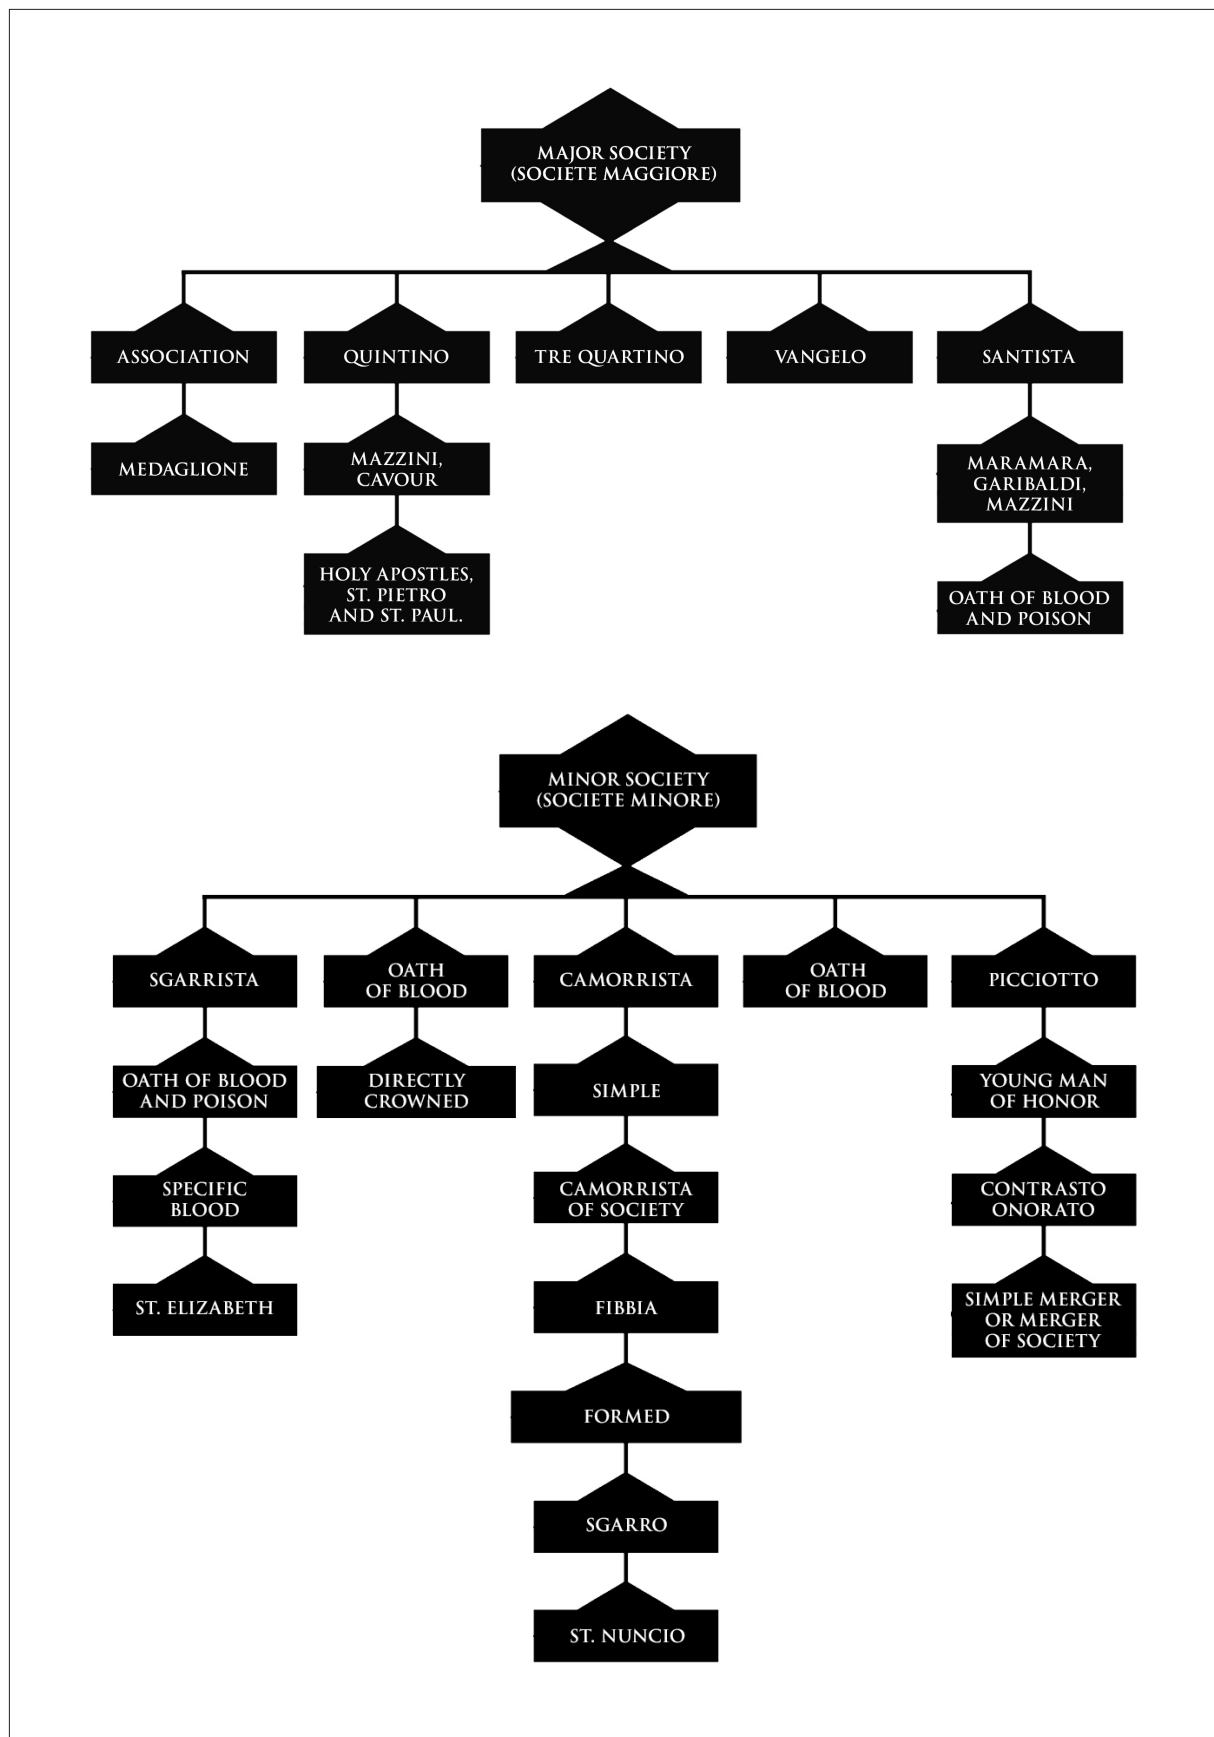 MAJOR SOCIETY
(SOCIETE MAGGIORE)
ASSOCIATION
QUINTINO
TRE QUARTINO
VANGELO
SANTISTA
MEDAGLIONE
MAZZINI,
CAVOUR
MARAMARA,
GARIBALDI,
MAZZINI
HOLY APOSTLES,
ST. PIETRO
AND ST. PAUL.
OATH OF BLOOD
AND POISON
MINOR SOCIETY
(SOCIETE MINORE)
SGARRISTA
OATH
OF BLOOD
CAMORRISTA
OATH
OF BLOOD
PICCIOTTO
OATH OF BLOOD
AND POISON
DIRECTLY
CROWNED
SIMPLE
YOUNG MAN
OF HONOR
SPECIFIC
BLOOD
CAMORRISTA
OF SOCIETY
CONTRASTO
ONORATO
ST. ELIZABETH
FIBBIA
SIMPLE MERGER
OR MERGER
OF SOCIETY
FORMED
SGARRO
ST. NUNCIO